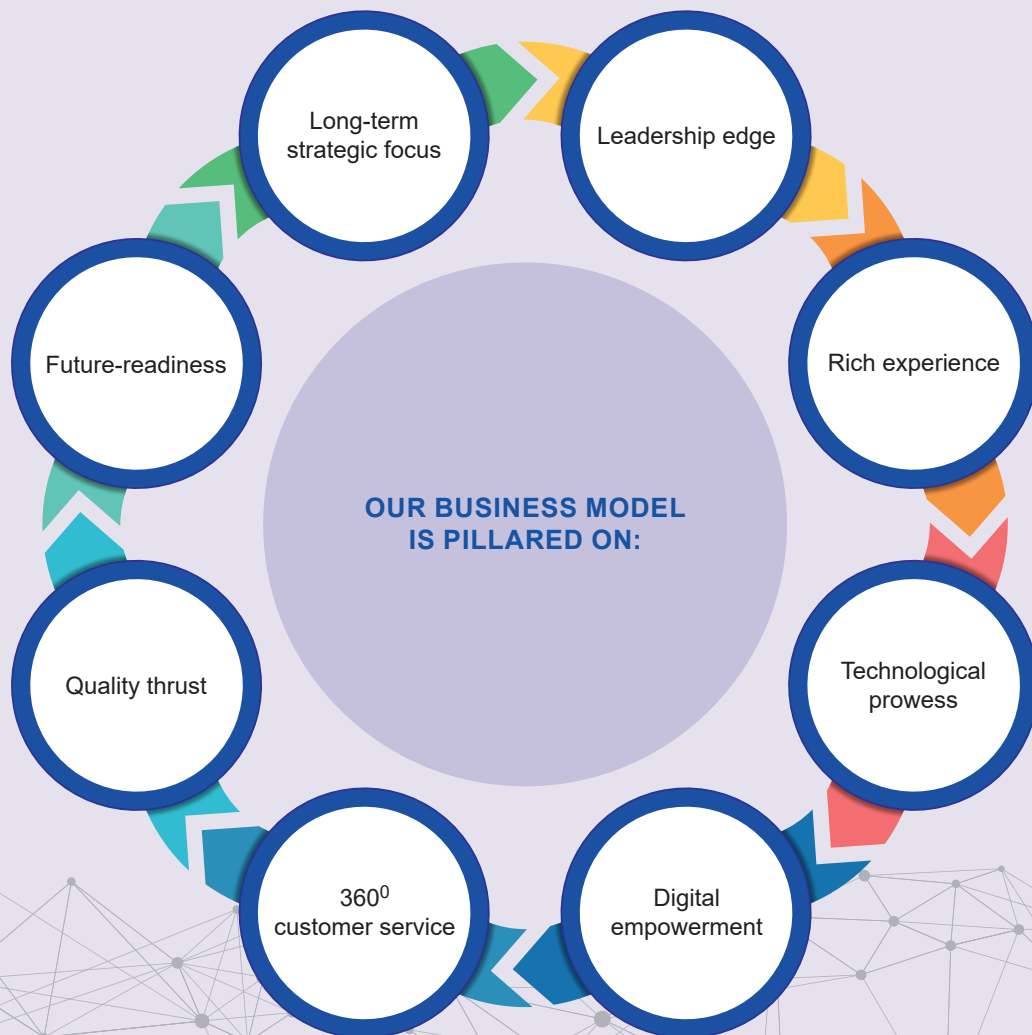 OUR BUSINESS MODEL
IS PILLARED ON:
Long-term
strategic focus
Leadership edge
Rich experience
Technological
prowess
Digital
empowerment
360⁰
customer service
Quality thrust
Future-readiness